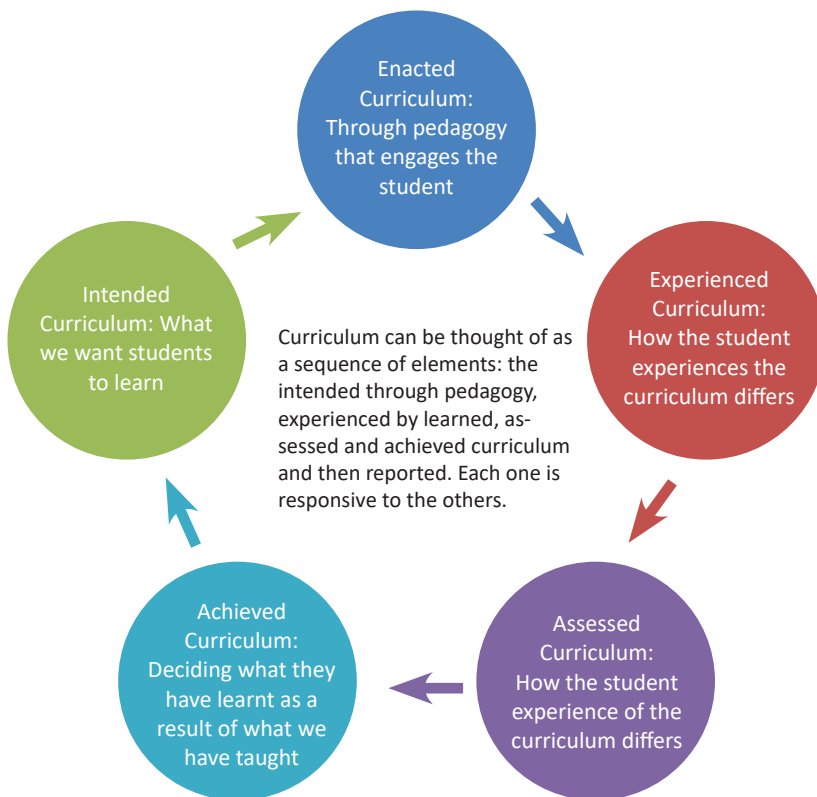 Enacted
Curriculum:
Through pedagogy
that engages the
student
Intended
Curriculum: What
we want students
to learn
Experienced
Curriculum:
How the student
experiences the
curriculum differs
Curriculum can be thought of as
a sequence of elements: the
intended through pedagogy,
experienced by learned, as-
sessed and achieved curriculum
and then reported. Each one is
responsive to the others.
Achieved
Curriculum:
Deciding what they
have learnt as a
result of what we
have taught
Assessed
Curriculum:
How the student
experience of the
curriculum differs